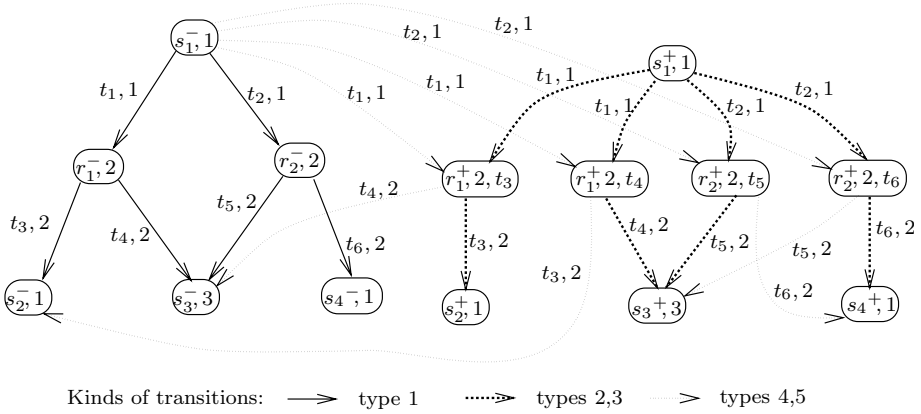 t₂, 1
s₁⁻, 1
t₂, 1
s₁⁺, 1
t₁, 1
t₂, 1
t₁, 1
t₁, 1
t₁, 1
t₂, 1
t₁, 1
t₂, 1
r₁⁻, 2
r₂⁻, 2
r₁⁺, 2, t₃
r₁⁺, 2, t₄
r₂⁺, 2, t₅
r₂⁺, 2, t₆
t₄, 2
t₃, 2
t₅, 2
t₄, 2
t₆, 2
t₃, 2
t₄, 2
t₅, 2
t₅, 2
t₆, 2
t₃, 2
t₆, 2
s₂⁻, 1
s₃⁻, 3
s₄⁻, 1
s₂⁺, 1
s₃⁺, 3
s₄⁺, 1
Kinds of transitions: type 1 types 2,3 types 4,5